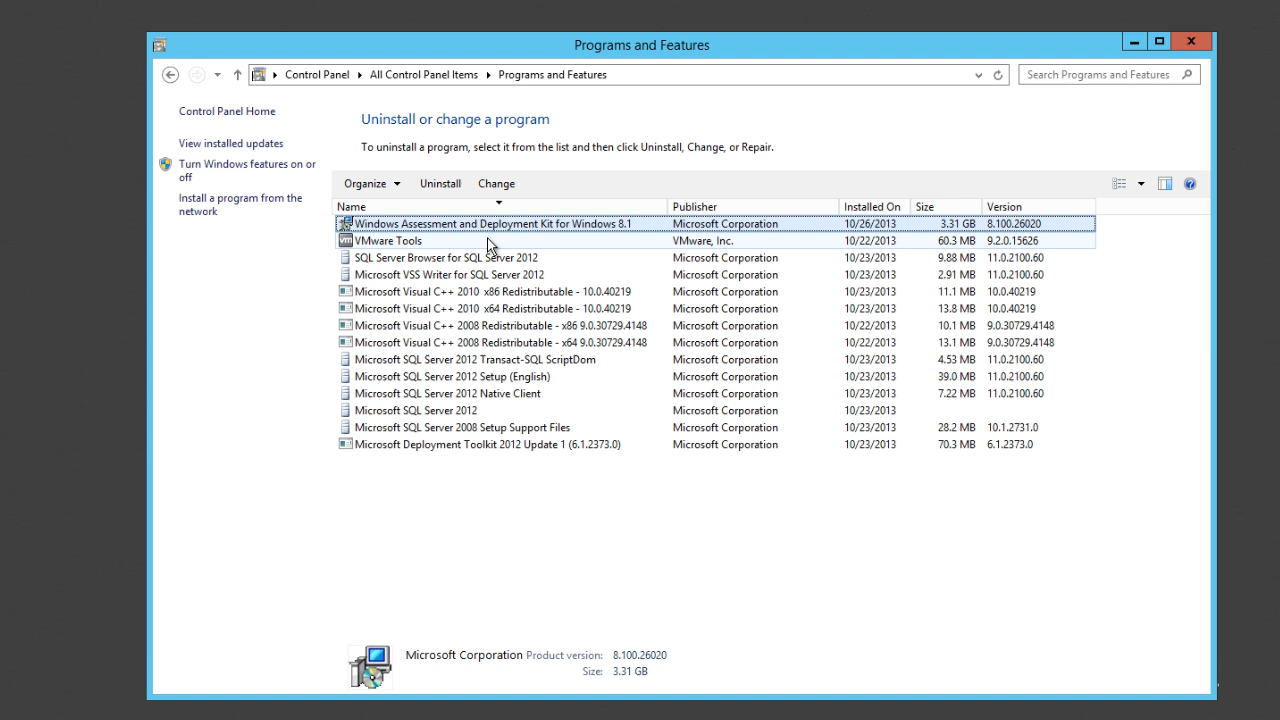 Programs and Features
Control Panel All Control Panel Items Programs and Features
Search Programs and Features
Control Panel Home
View installed updates
Turn Windows features on or
off
Install a program from the
network
Uninstall or change a program
To uninstall a program, select it from the list and then click Uninstall, Change, or Repair.
Organize Uninstall Change
Name Publisher Installed On Size Version
Windows Assessment and Deployment Kit for Windows 8.1 Microsoft Corporation 10/26/2013 3.31 GB 8.100.26020
VMware Tools VMware, Inc. 10/22/2013 60.3 MB 9.2.0.15626
SQL Server Browser for SQL Server 2012 Microsoft Corporation 10/23/2013 9.88 MB 11.0.2100.60
Microsoft VSS Writer for SQL Server 2012 Microsoft Corporation 10/23/2013 2.91 MB 11.0.2100.60
Microsoft Visual C++ 2010 x86 Redistributable - 10.0.40219 Microsoft Corporation 10/23/2013 11.1 MB 10.0.40219
Microsoft Visual C++ 2010 x64 Redistributable - 10.0.40219 Microsoft Corporation 10/23/2013 13.8 MB 10.0.40219
Microsoft Visual C++ 2008 Redistributable - x86 9.0.30729.4148 Microsoft Corporation 10/22/2013 10.1 MB 9.0.30729.4148
Microsoft Visual C++ 2008 Redistributable - x64 9.0.30729.4148 Microsoft Corporation 10/22/2013 13.1 MB 9.0.30729.4148
Microsoft SQL Server 2012 Transact-SQL ScriptDom Microsoft Corporation 10/23/2013 4.53 MB 11.0.2100.60
Microsoft SQL Server 2012 Setup (English) Microsoft Corporation 10/23/2013 39.0 MB 11.0.2100.60
Microsoft SQL Server 2012 Native Client Microsoft Corporation 10/23/2013 7.22 MB 11.0.2100.60
Microsoft SQL Server 2012 Microsoft Corporation 10/23/2013
Microsoft SQL Server 2008 Setup Support Files Microsoft Corporation 10/23/2013 28.2 MB 10.1.2731.0
Microsoft Deployment Toolkit 2012 Update 1 (6.1.2373.0) Microsoft Corporation 10/23/2013 70.3 MB 6.1.2373.0
Microsoft Corporation Product version: 8.100.26020
Size: 3.31 GB